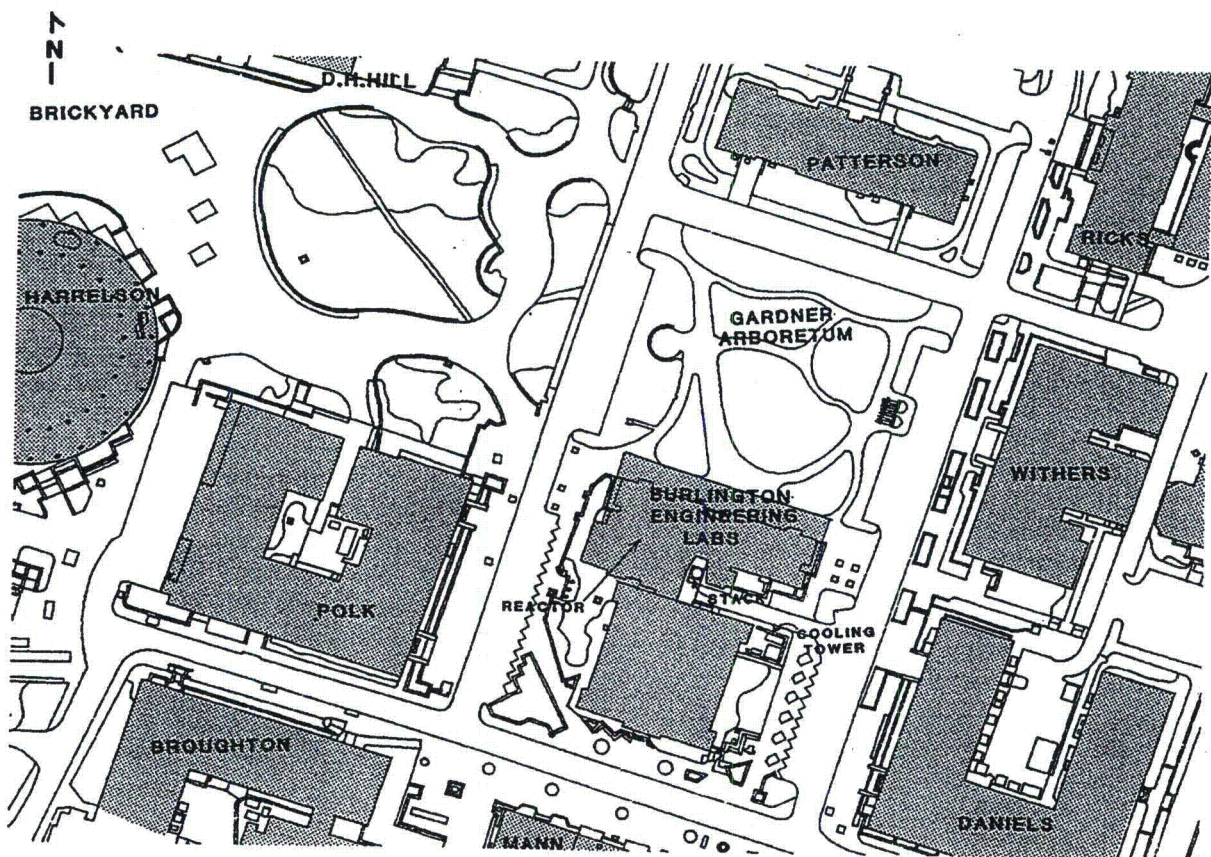 N
D.H.HILL
BRICKYARD
PATTERSON
RICKS
HARRELSON
GARDNER
ARBORETUM
WITHERS
BURLINGTON
ENGINEERING
LABS
REACTOR
STACK
POLK
COOLING
TOWER
BROUGHTON
DANIELS
MANN